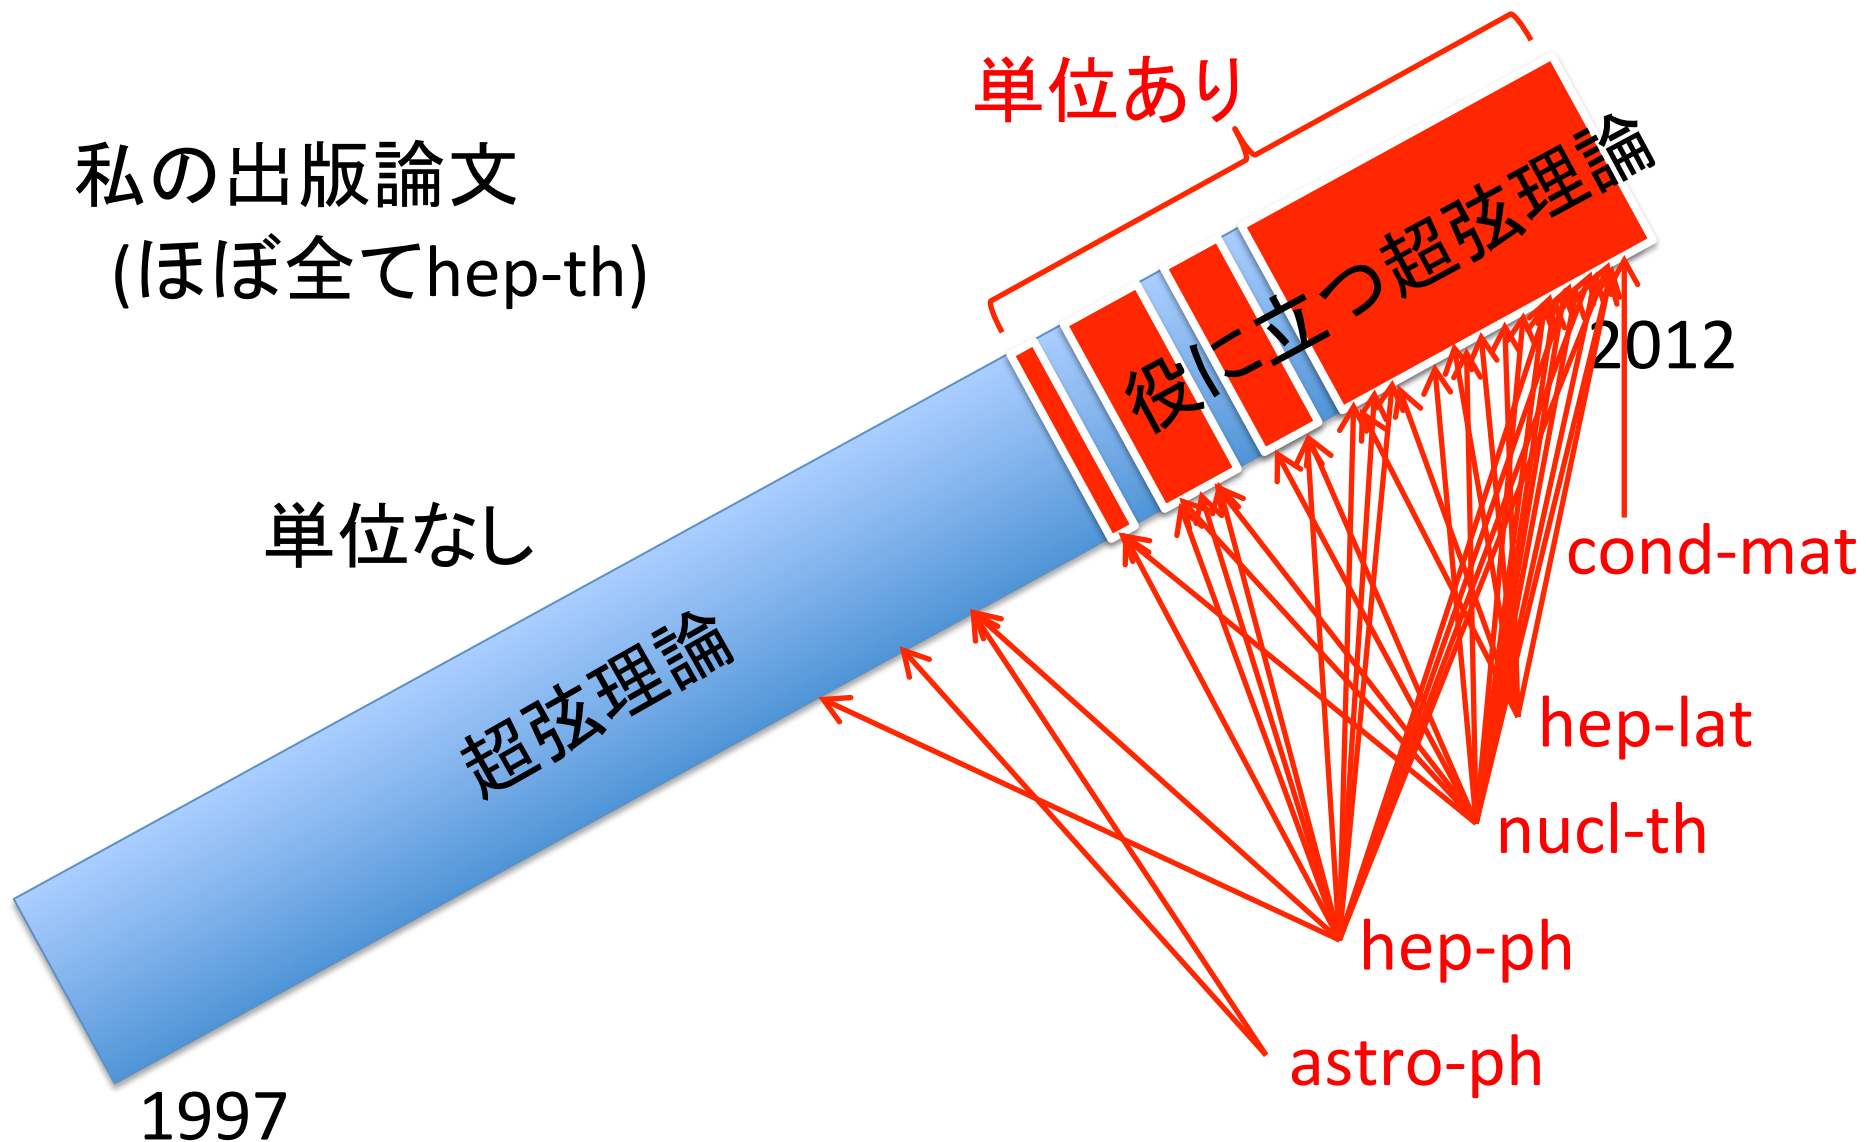 単位あり
私の出版論文
(ほぼ全てhep-th)
役に立つ超弦理論
2012
単位なし
超弦理論
cond-mat
hep-lat
nucl-th
hep-ph
astro-ph
1997